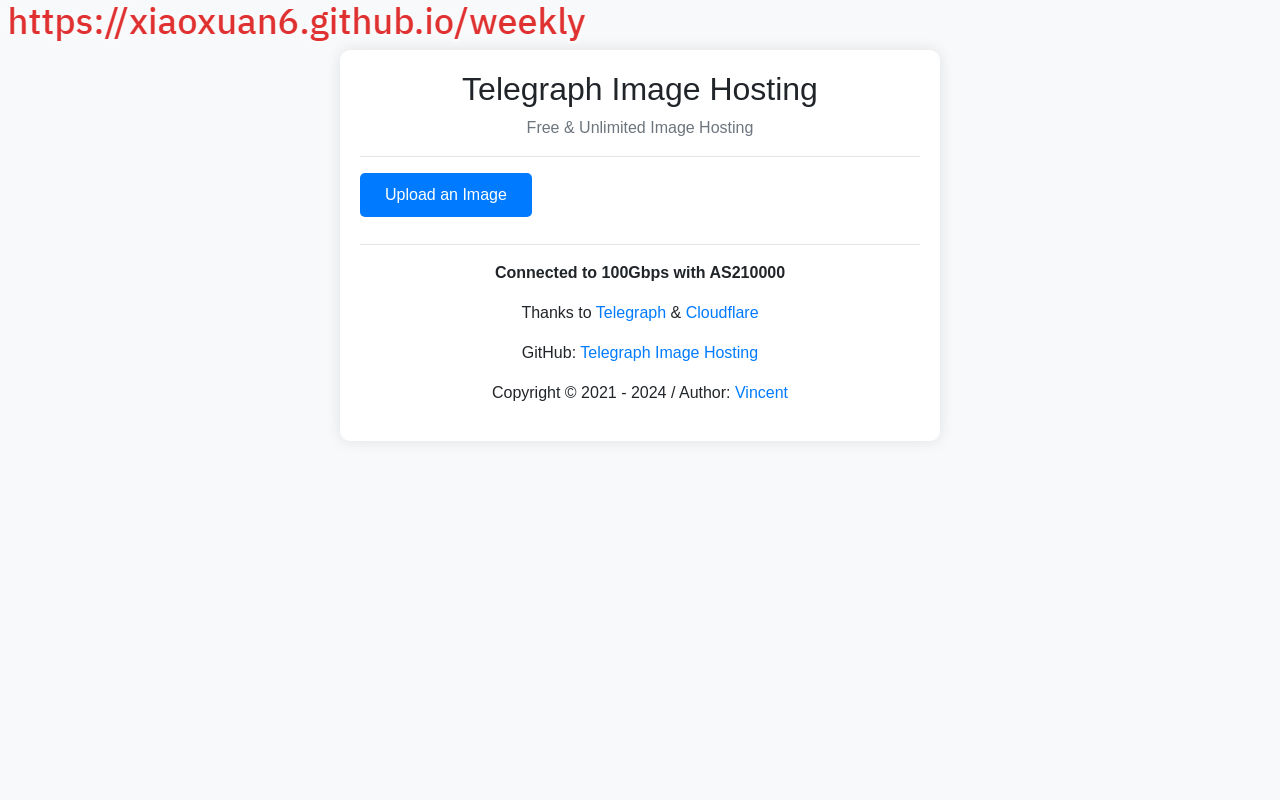 https://xiaoxuan6.github.io/weekly
Telegraph Image Hosting
Free & Unlimited Image Hosting
Upload an Image
Connected to 100Gbps with AS210000
Thanks to Telegraph & Cloudflare
GitHub: Telegraph Image Hosting
Copyright © 2021 - 2024 / Author: Vincent